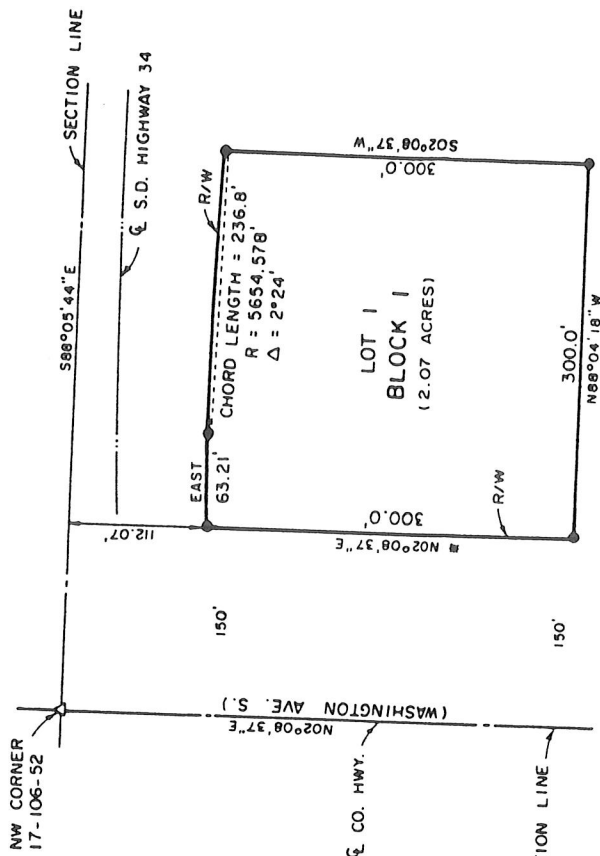 NW CORNER
17-106-52
SECTION LINE
S88°05'44"E
℄ S.D. HIGHWAY 34
112.07'
R/W
EAST
63.21'
CHORD LENGTH = 236.8'
R = 5654.578'
Δ = 2°24'
S02°08'37"W
300.0'
LOT 1
BLOCK 1
(2.07 ACRES)
150'
300.0'
N02°08'37"E
R/W
(WASHINGTON AVE. S.)
N02°08'37"E
℄ CO. HWY.
150'
300.0'
N88°04'18"W
ION LINE